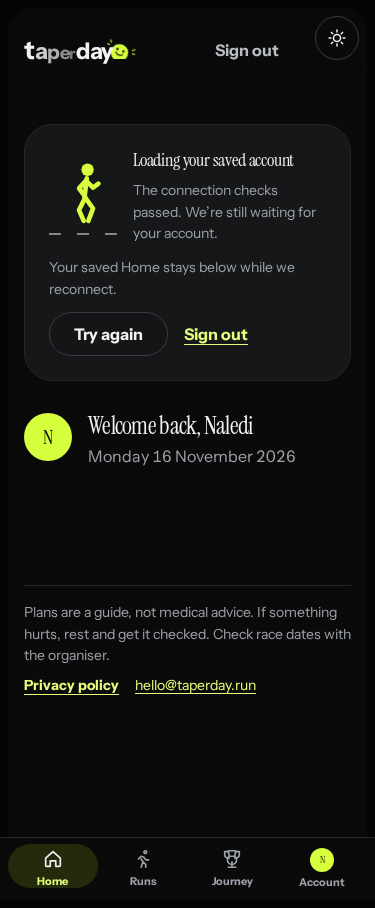 taperday
Sign out
Loading your saved account
The connection checks
passed. We're still waiting for
your account.
Your saved Home stays below while we
reconnect.
Try again
Sign out
N
Welcome back, Naledi
Monday 16 November 2026
Plans are a guide, not medical advice. If something
hurts, rest and get it checked. Check race dates with
the organiser.
Privacy policy
hello@taperday.run
N
Home
Runs
Journey
Account